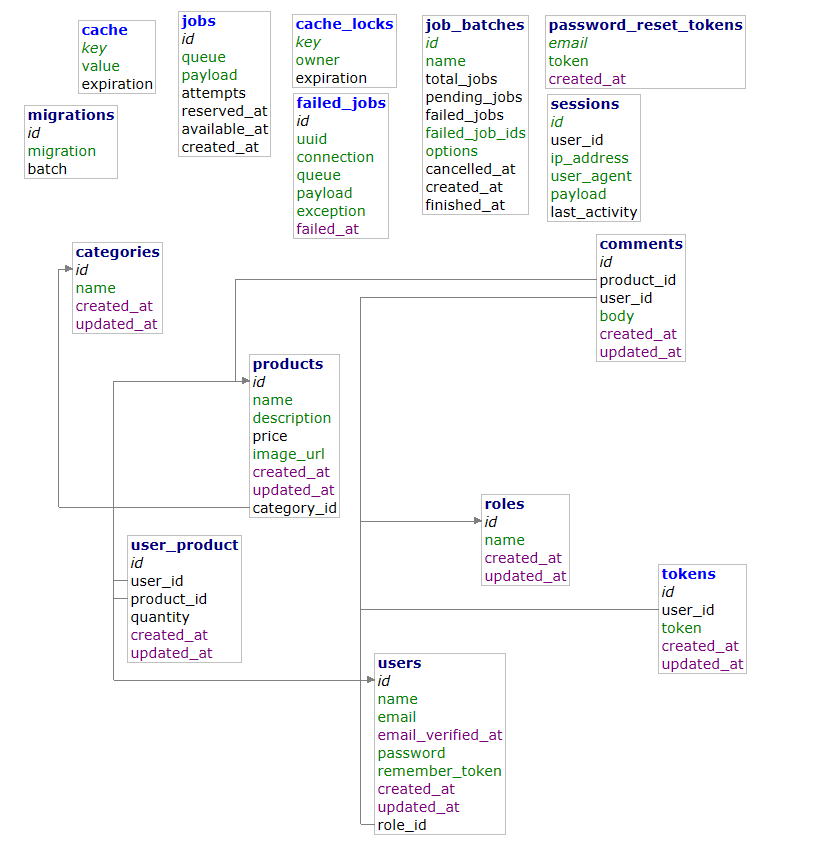 cache
key
value
expiration
jobs
id
queue
payload
attempts
reserved_at
available_at
created_at
cache_locks
key
owner
expiration
job_batches
id
name
total_jobs
pending_jobs
failed_jobs
failed_job_ids
options
cancelled_at
created_at
finished_at
password_reset_tokens
email
token
created_at
migrations
id
migration
batch
failed_jobs
id
uuid
connection
queue
payload
exception
failed_at
sessions
id
user_id
ip_address
user_agent
payload
last_activity
categories
id
name
created_at
updated_at
comments
id
product_id
user_id
body
created_at
updated_at
products
id
name
description
price
image_url
created_at
updated_at
category_id
roles
id
name
created_at
updated_at
user_product
id
user_id
product_id
quantity
created_at
updated_at
tokens
id
user_id
token
created_at
updated_at
users
id
name
email
email_verified_at
password
remember_token
created_at
updated_at
role_id